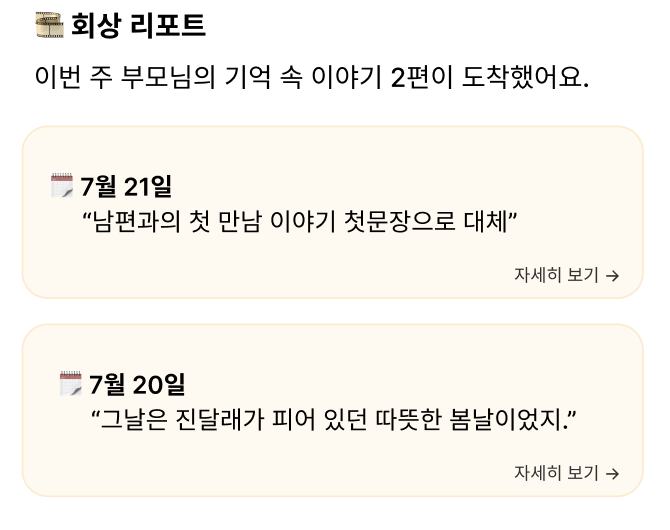 회상 리포트
이번 주 부모님의 기억 속 이야기 2편이 도착했어요.
7월 21일
“남편과의 첫 만남 이야기 첫문장으로 대체”
자세히 보기 →
7월 20일
“그날은 진달래가 피어 있던 따뜻한 봄날이었지.”
자세히 보기 →